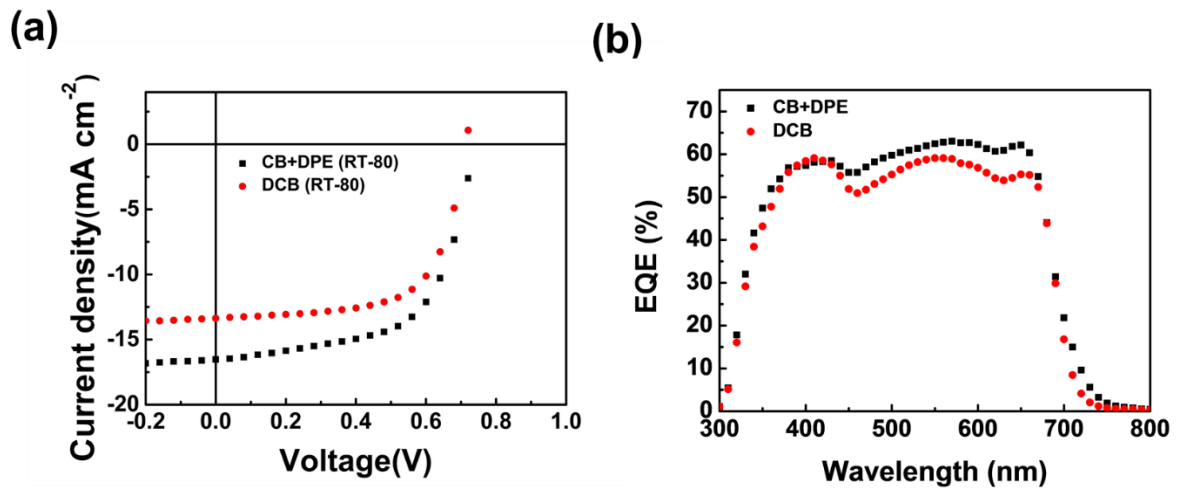 (a)
Current density(mA cm-2)
0
-5
-10
-15
-20
-0.2 0.0 0.2 0.4 0.6 0.8 1.0
Voltage(V)
CB+DPE (RT-80)
DCB (RT-80)
(b)
EQE (%)
70
60
50
40
30
20
10
0
300 400 500 600 700 800
Wavelength (nm)
CB+DPE
DCB